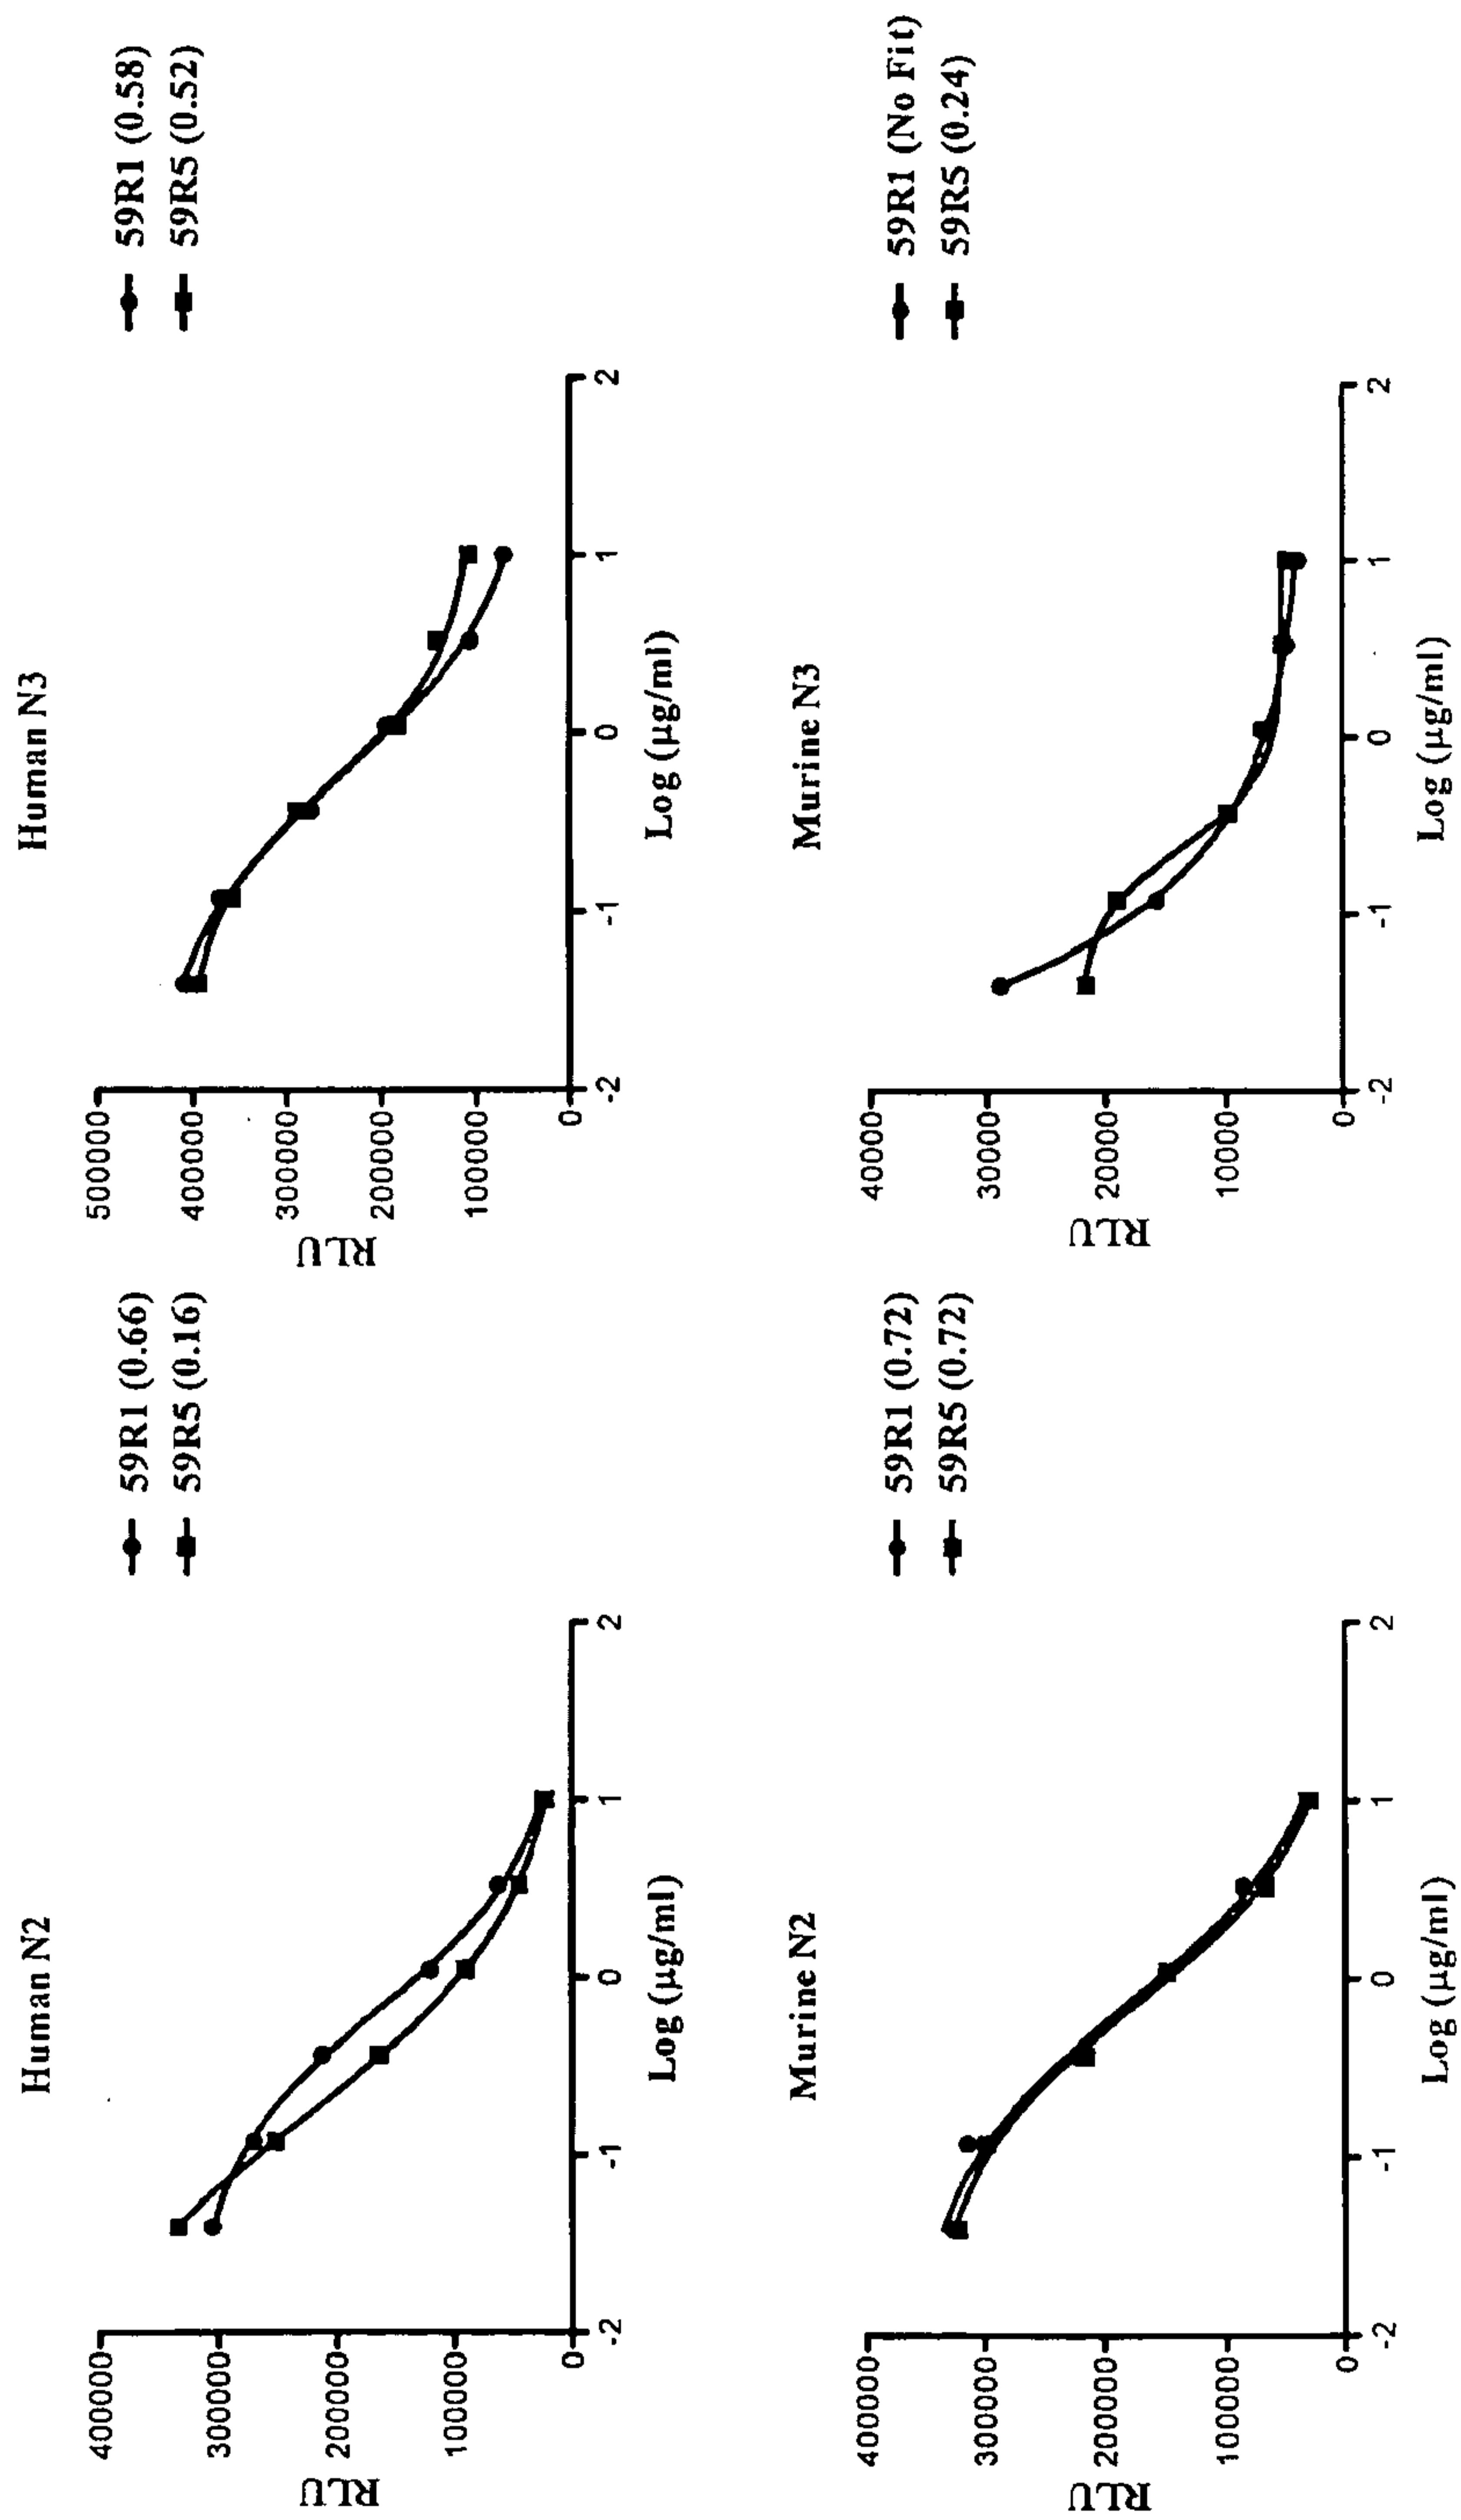 Human N2
RLU
400000
300000
200000
100000
0
-2
-1
0
1
2
Log (µg/ml)
59R1 (0.66)
59R5 (0.16)
Human N3
RLU
500000
400000
300000
200000
100000
0
-2
-1
0
1
2
Log (µg/ml)
59R1 (0.58)
59R5 (0.52)
Murine N2
RLU
400000
300000
200000
100000
0
-2
-1
0
1
2
Log (µg/ml)
59R1 (0.72)
59R5 (0.72)
Murine N3
RLU
40000
30000
20000
10000
0
-2
-1
0
1
2
Log (µg/ml)
59R1 (No Fit)
59R5 (0.24)